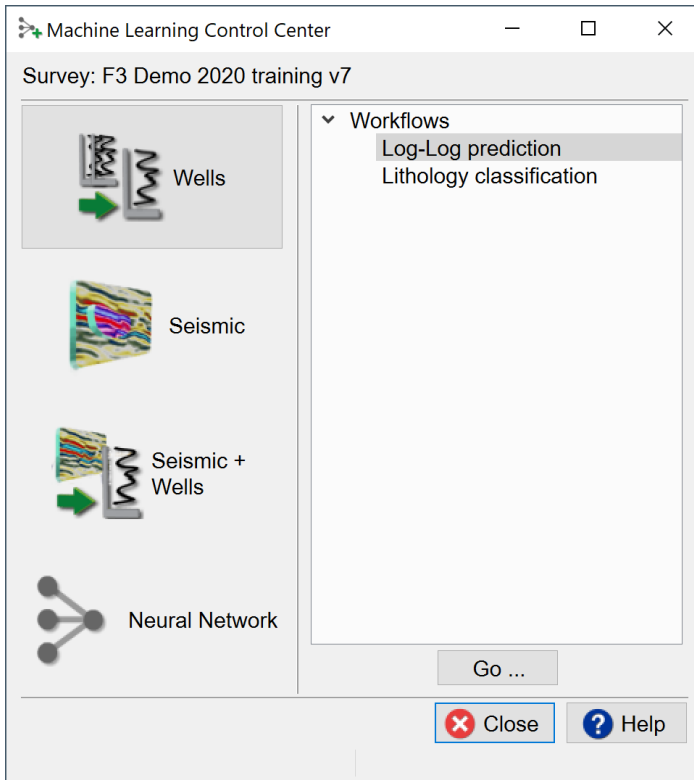 Machine Learning Control Center
Survey: F3 Demo 2020 training v7
Wells
Seismic
Seismic +
Wells
Neural Network
Workflows
Log-Log prediction
Lithology classification
Go ...
Close
Help